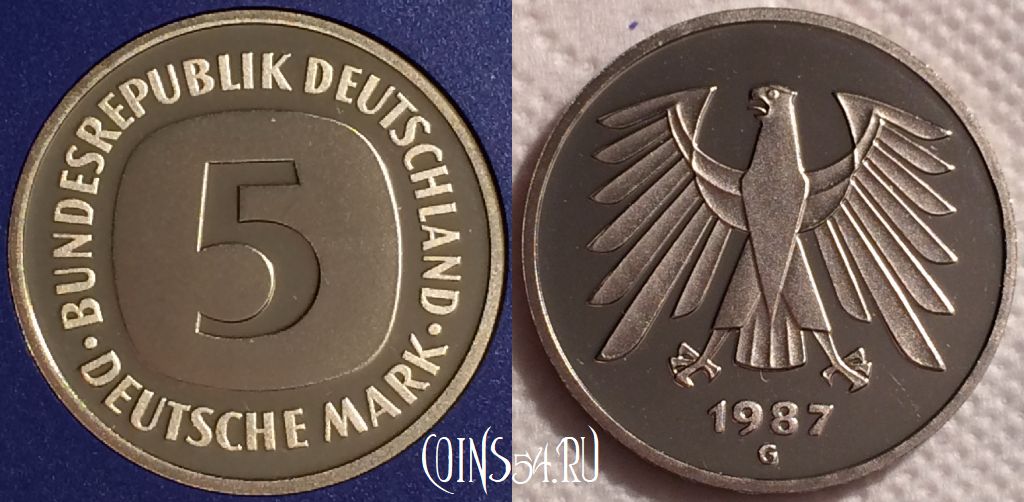 BUNDESREPUBLIK DEUTSCHLAND
5
· DEUTSCHE MARK ·
1987
G
COINS54.RU